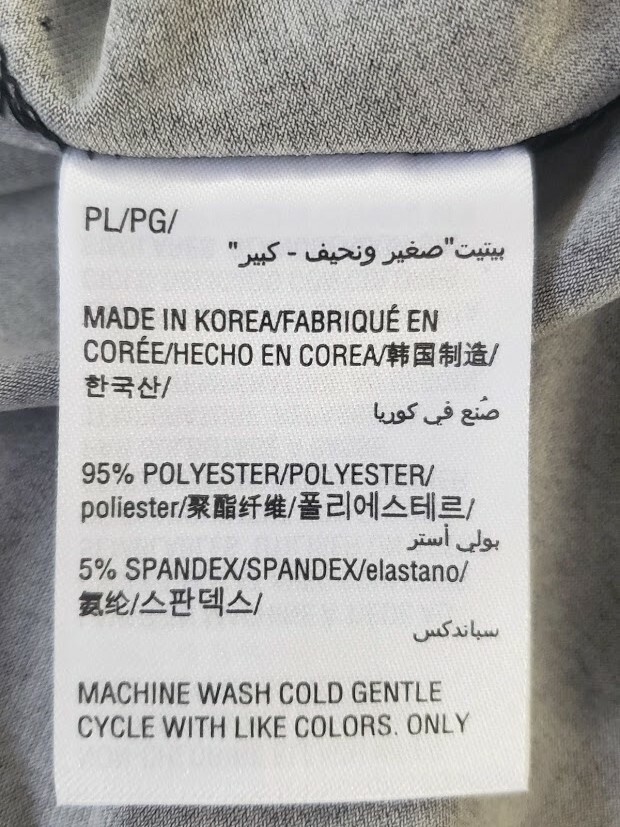 PL/PG/
بيتيت"صغير ونحيف - كبير"
MADE IN KOREA/FABRIQUÉ EN
CORÉE/HECHO EN COREA/韩国制造/
한국산/
صُنع في كوريا
95% POLYESTER/POLYESTER/
poliester/聚酯纤维/폴리에스테르/
بولي أستر
5% SPANDEX/SPANDEX/elastano/
氨纶/스판덱스/
سباندكس
MACHINE WASH COLD GENTLE
CYCLE WITH LIKE COLORS. ONLY